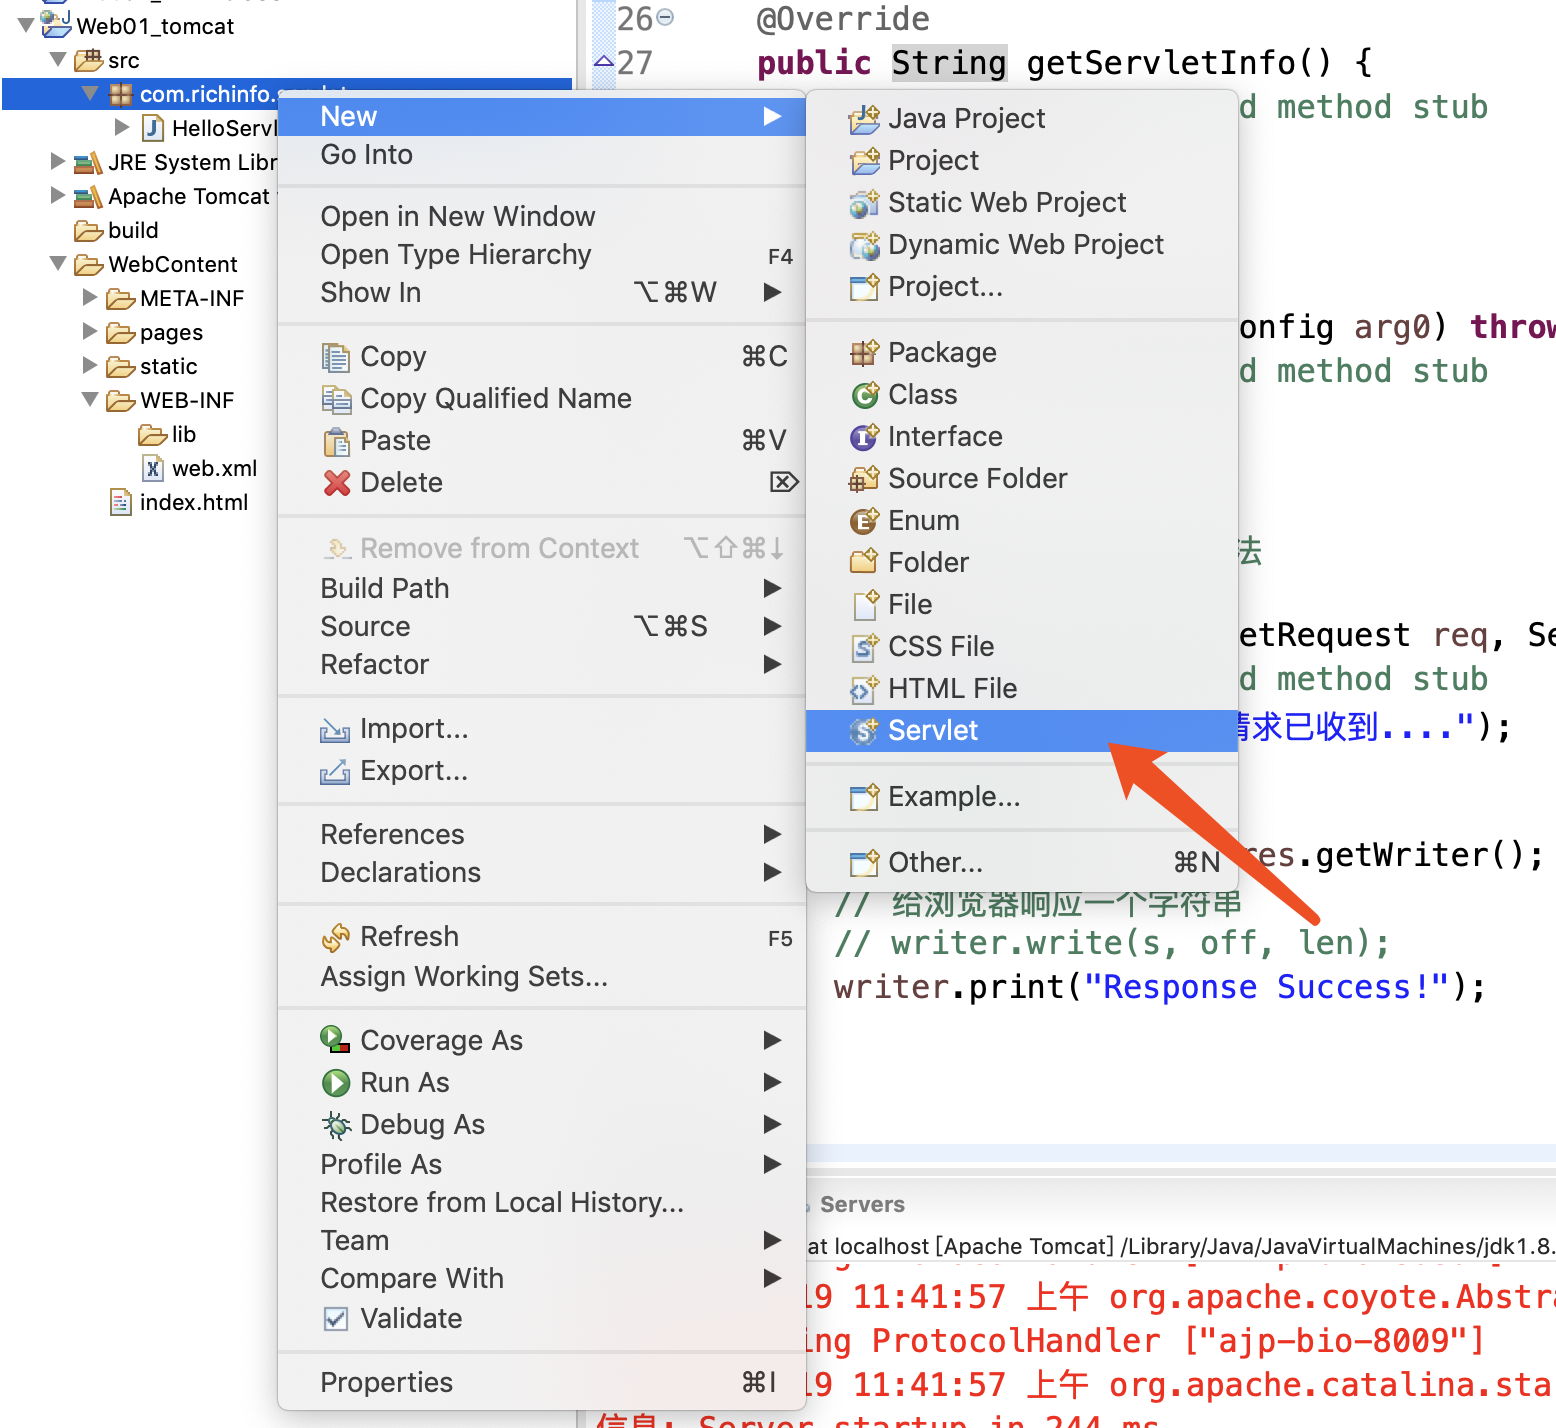 Web01_tomcat
src
com.richinfo.
HelloServl
JRE System Libr
Apache Tomcat
build
WebContent
META-INF
pages
static
WEB-INF
lib
web.xml
index.html
New
Go Into
Open in New Window
Open Type Hierarchy F4
Show In ⌥⌘W
Copy ⌘C
Copy Qualified Name
Paste ⌘V
Delete ⌦
Remove from Context ⌥⇧⌘↓
Build Path
Source ⌥⌘S
Refactor
Import...
Export...
References
Declarations
Refresh F5
Assign Working Sets...
Coverage As
Run As
Debug As
Profile As
Restore from Local History...
Team
Compare With
Validate
Properties ⌘I
Java Project
Project
Static Web Project
Dynamic Web Project
Project...
Package
Class
Interface
Source Folder
Enum
Folder
File
CSS File
HTML File
Servlet
Example...
Other... ⌘N
26 @Override
27 public String getServletInfo() {
d method stub
onfig arg0) throw
d method stub
法
etRequest req, Se
d method stub
请求已收到....");
res.getWriter();
// 给浏览器响应一个字符串
// writer.write(s, off, len);
writer.print("Response Success!");
Servers
at localhost [Apache Tomcat] /Library/Java/JavaVirtualMachines/jdk1.8.
19 11:41:57 上午 org.apache.coyote.Abstra
ing ProtocolHandler ["ajp-bio-8009"]
19 11:41:57 上午 org.apache.catalina.sta
信息: Server startup in 244 ms